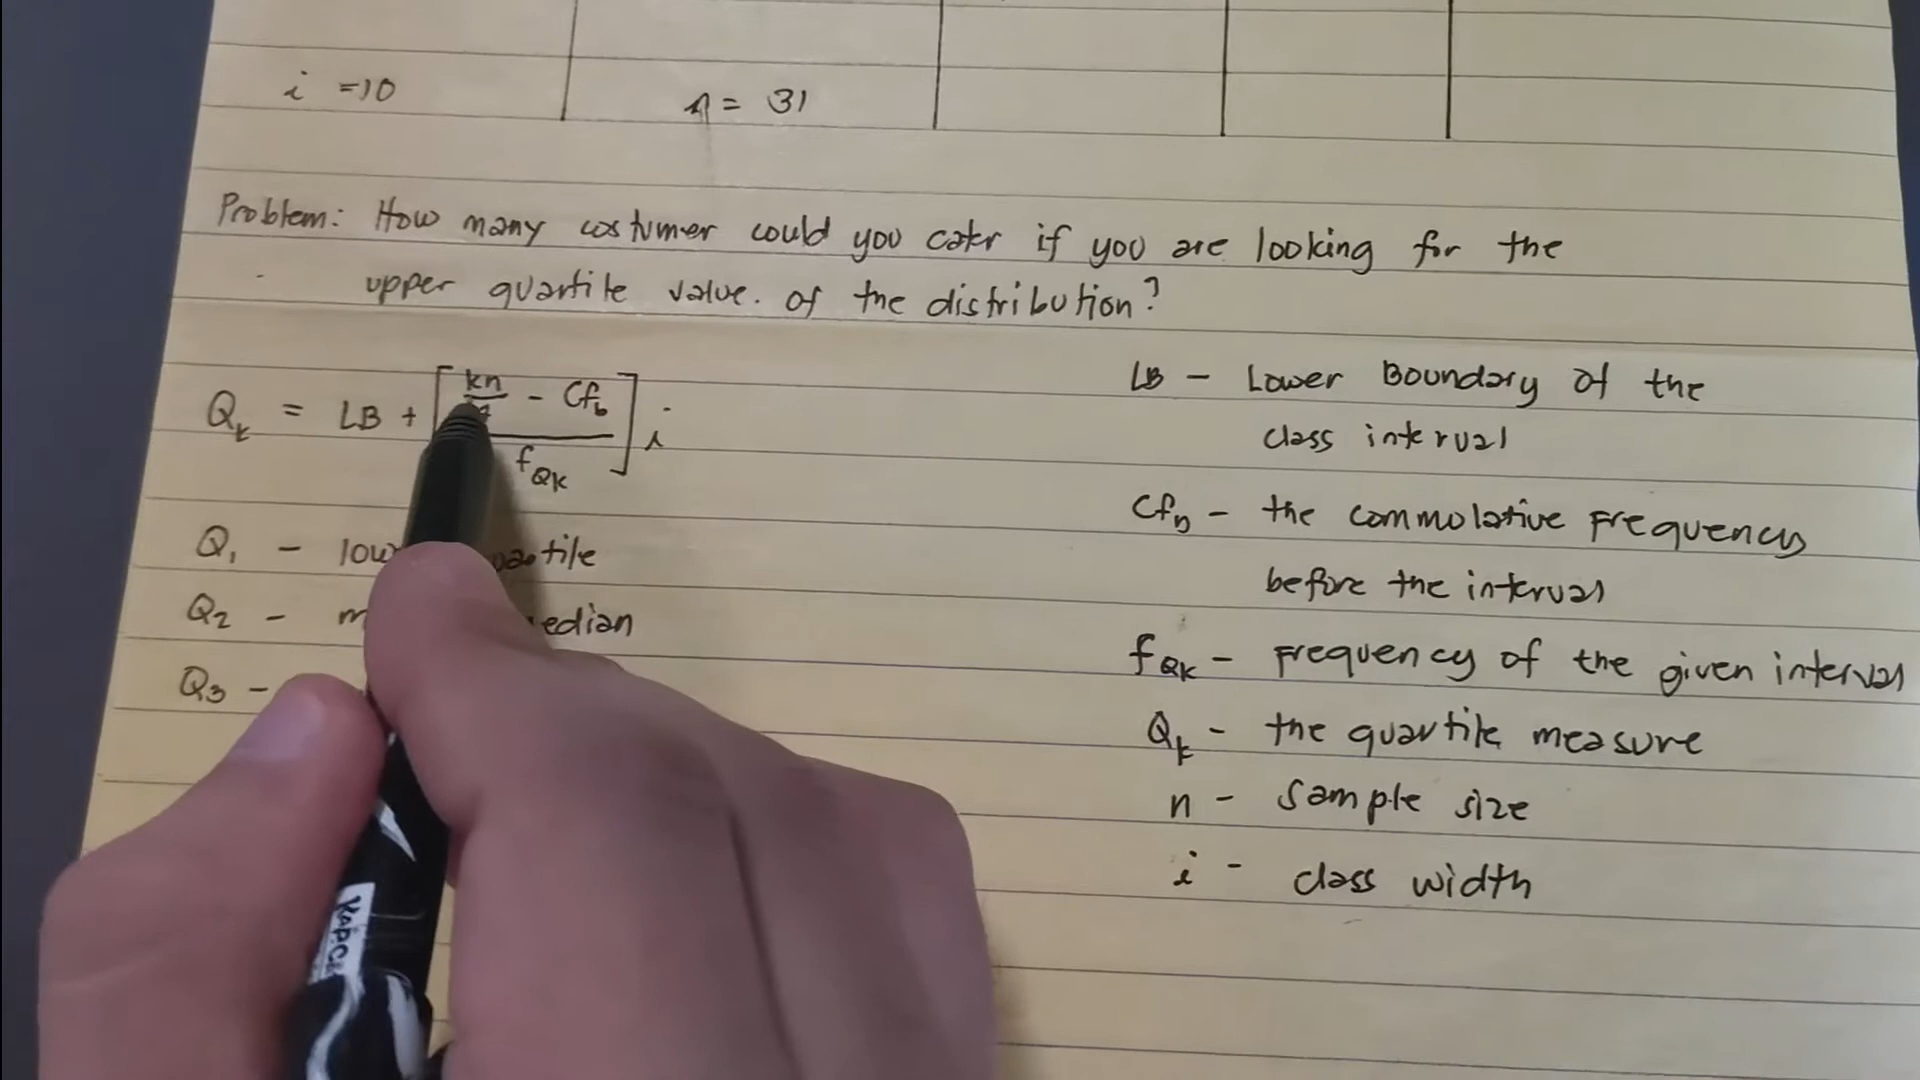 i =10
n = 31
Problem: How many costumer could you cater if you are looking for the
upper quartile value. of the distribution?
Qk = LB + [kn/4 - Cfb / fQk] i
LB - Lower Boundary of the
class interval
Cfb - the commolative Frequency
before the interval
Q1 - 
Q2 - 
Q3 -
fQk - Frequency of the given interval
Qk - the quartile measure
n - sample size
i - class width